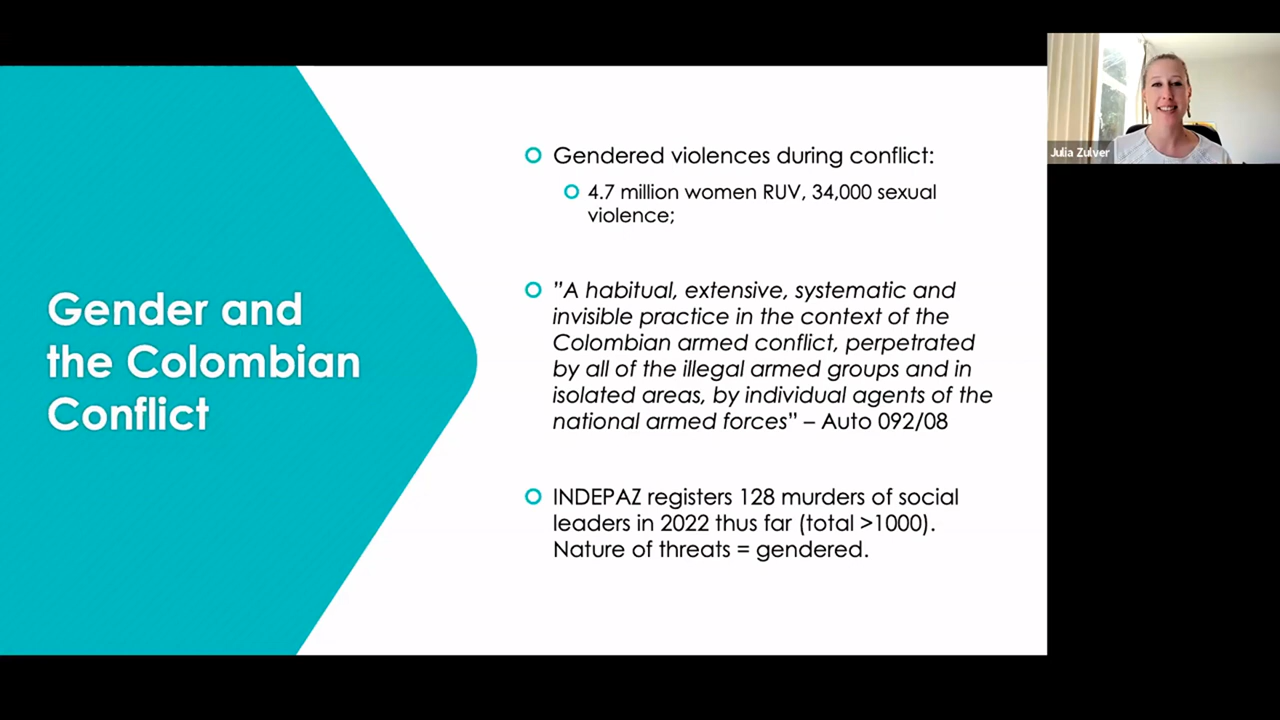 Gender and
the Colombian
Conflict
Gendered violences during conflict:
4.7 million women RUV, 34,000 sexual
violence;
"A habitual, extensive, systematic and
invisible practice in the context of the
Colombian armed conflict, perpetrated
by all of the illegal armed groups and in
isolated areas, by individual agents of the
national armed forces" – Auto 092/08
INDEPAZ registers 128 murders of social
leaders in 2022 thus far (total >1000).
Nature of threats = gendered.
Julia Zulver